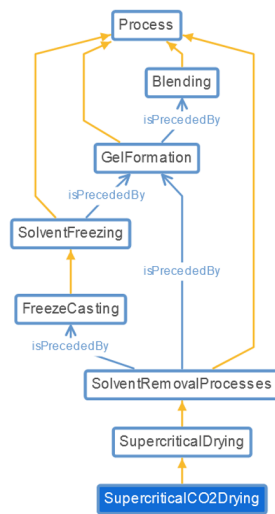 Process
Blending
isPrecededBy
GelFormation
isPrecededBy
SolventFreezing
isPrecededBy
FreezeCasting
isPrecededBy
SolventRemovalProcesses
SupercriticalDrying
SupercriticalCO2Drying